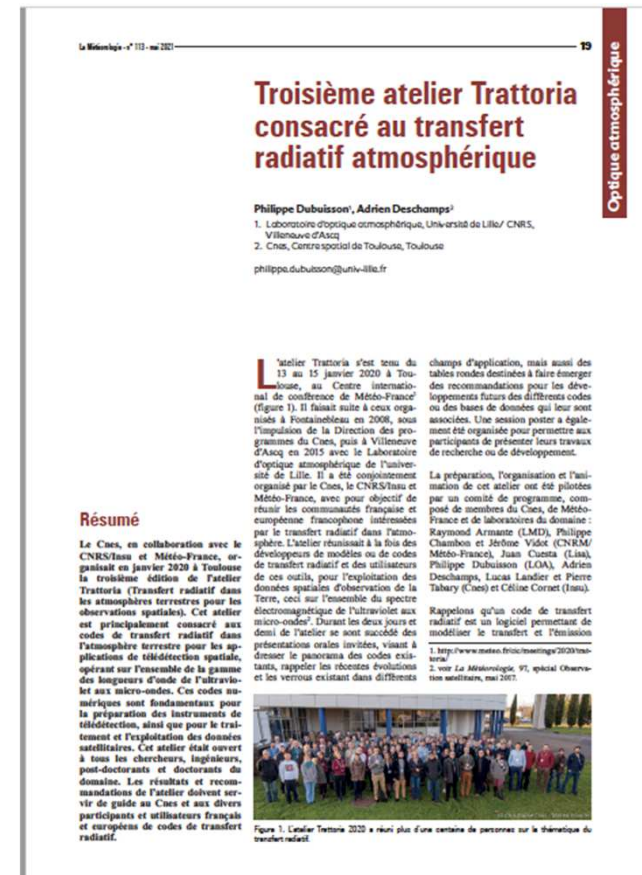 La Météorologie - n° 113 - mai 2021
19
Optique atmosphérique
Troisième atelier Trattoria
consacré au transfert
radiatif atmosphérique
Philippe Dubuisson¹, Adrien Deschamps²
1. Laboratoire d'optique atmosphérique, Université de Lille/ CNRS,
Villeneuve d'Ascq
2. Cnes, Centre spatial de Toulouse, Toulouse
philippe.dubuisson@univ-lille.fr
Résumé
Le Cnes, en collaboration avec le
CNRS/Insu et Météo-France, or-
ganisait en janvier 2020 à Toulouse
la troisième édition de l'atelier
Trattoria (Transfert radiatif dans
les atmosphères terrestres pour les
observations spatiales). Cet atelier
est principalement consacré aux
codes de transfert radiatif dans
l'atmosphère terrestre pour les ap-
plications de télédétection spatiale,
opérant sur l'ensemble de la gamme
des longueurs d'onde de l'ultravio-
let aux micro-ondes. Ces codes nu-
mériques sont fondamentaux pour
la préparation des instruments de
télédétection, ainsi que pour le trai-
tement et l'exploitation des données
satellitaires. Cet atelier était ouvert
à tous les chercheurs, ingénieurs,
post-doctorants et doctorants du
domaine. Les résultats et recom-
mandations de l'atelier doivent ser-
vir de guide au Cnes et aux divers
participants et utilisateurs français
et européens de codes de transfert
radiatif.
L'atelier Trattoria s'est tenu du
13 au 15 janvier 2020 à Tou-
louse, au Centre internatio-
nal de conférence de Météo-France¹
(figure 1). Il faisait suite à ceux orga-
nisés à Fontainebleau en 2008, sous
l'impulsion de la Direction des pro-
grammes du Cnes, puis à Villeneuve
d'Ascq en 2015 avec le Laboratoire
d'optique atmosphérique de l'univer-
sité de Lille. Il a été conjointement
organisé par le Cnes, le CNRS/Insu et
Météo-France, avec pour objectif de
réunir les communautés française et
européenne francophone intéressées
par le transfert radiatif dans l'atmo-
sphère. L'atelier réunissait à la fois des
développeurs de modèles ou de codes
de transfert radiatif et des utilisateurs
de ces outils, pour l'exploitation des
données spatiales d'observation de la
Terre, ceci sur l'ensemble du spectre
électromagnétique de l'ultraviolet aux
micro-ondes². Durant les deux jours et
demi de l'atelier se sont succédé des
présentations orales invitées, visant à
dresser le panorama des codes exis-
tants, rappeler les récentes évolutions
et les verrous existant dans différents
champs d'application, mais aussi des
tables rondes destinées à faire émerger
des recommandations pour les déve-
loppements futurs des différents codes
ou des bases de données qui leur sont
associées. Une session poster a égale-
ment été organisée pour permettre aux
participants de présenter leurs travaux
de recherche ou de développement.
La préparation, l'organisation et l'ani-
mation de cet atelier ont été pilotées
par un comité de programme, com-
posé de membres du Cnes, de Météo-
France et de laboratoires du domaine :
Raymond Armante (LMD), Philippe
Chambon et Jérôme Vidot (CNRM/
Météo-France), Juan Cuesta (Lisa),
Philippe Dubuisson (LOA), Adrien
Deschamps, Lucas Landier et Pierre
Tabary (Cnes) et Céline Cornet (Insu).
Rappelons qu'un code de transfert
radiatif est un logiciel permettant de
modéliser le transfert et l'émission
1. http://www.meteo.fr/cic/meetings/2020/trat-
toria/
2. voir La Météorologie, 97, spécial Observa-
tion satellitaire, mai 2017.
Figure 1. L'atelier Trattoria 2020 a réuni plus d'une centaine de personnes sur la thématique du
transfert radiatif.